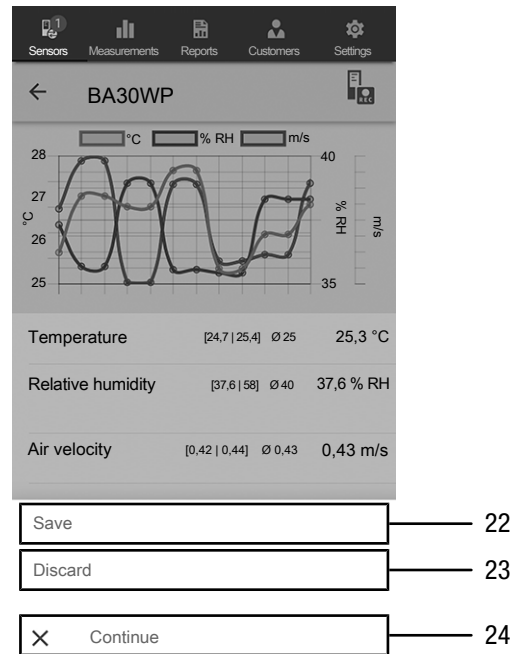 1
Sensors Measurements Reports Customers Settings
BA30WP
REC
°C % RH m/s
28 40
27
°C % RH m/s
26
25 35
Temperature [24,7 | 25,4] Ø 25 25,3 °C
Relative humidity [37,6 | 58] Ø 40 37,6 % RH
Air velocity [0,42 | 0,44] Ø 0,43 0,43 m/s
Save 22
Discard 23
Continue 24